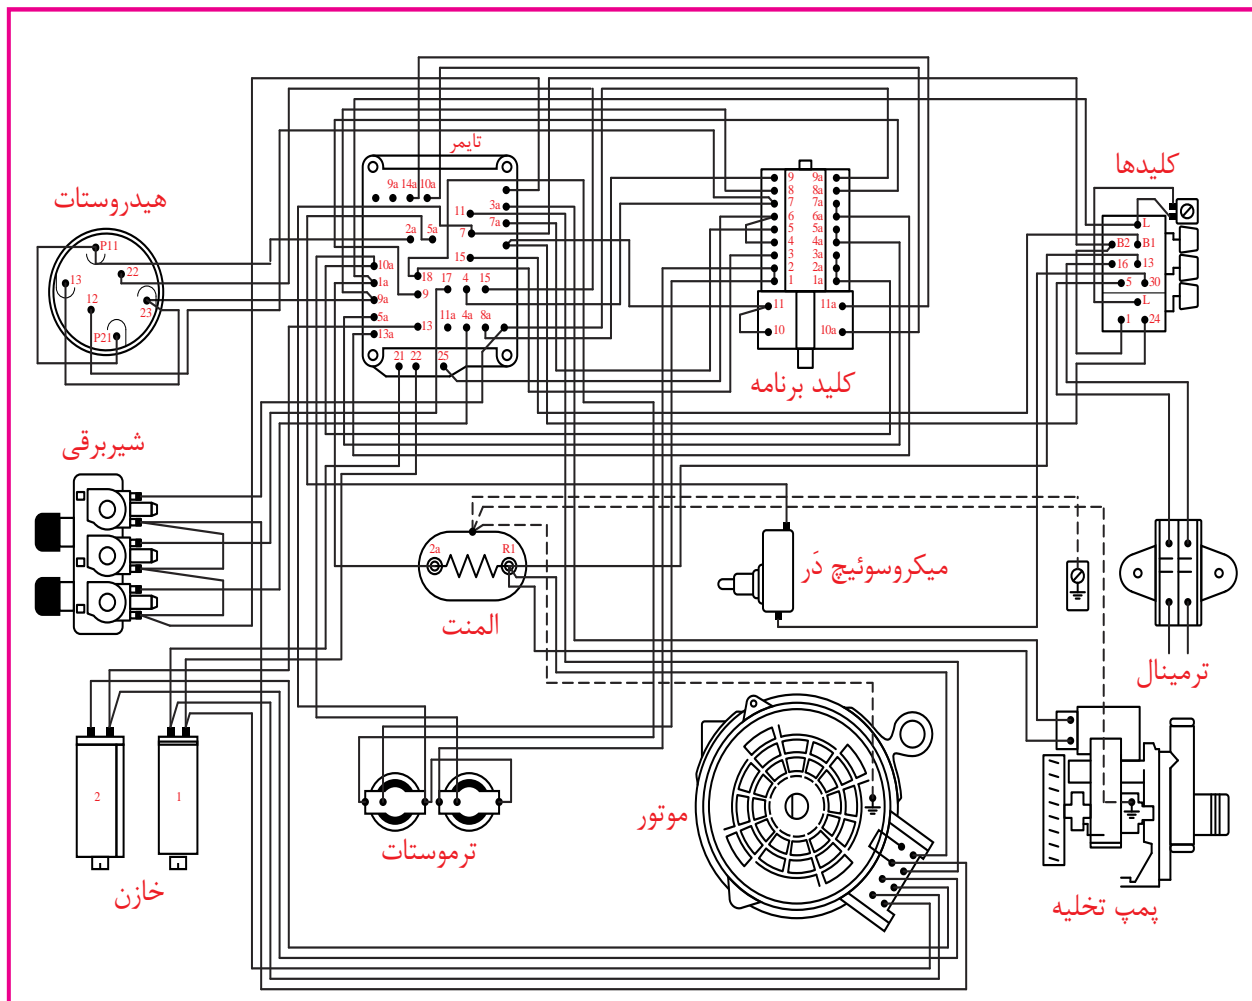 تایمر
کلیدها
هیدروستات
9a 14a 10a
11
3a
7a
7
2a 5a
15
10a
18
17 4 15
1a
9
9a
5a
13
11a 4a 8a
13a
21 22 25
P11
22
13
12
23
P21
9 9a
8 8a
7 7a
6 6a
5 5a
4 4a
3 3a
2 2a
1 1a
11 11a
10 10a
L
B2 B1
16 13
5 30
L
1 24
کلید برنامه
شیربرقی
2a R1
المنت
میکروسوئیچ دَر
ترمینال
2 1
خازن
ترموستات
موتور
پمپ تخلیه